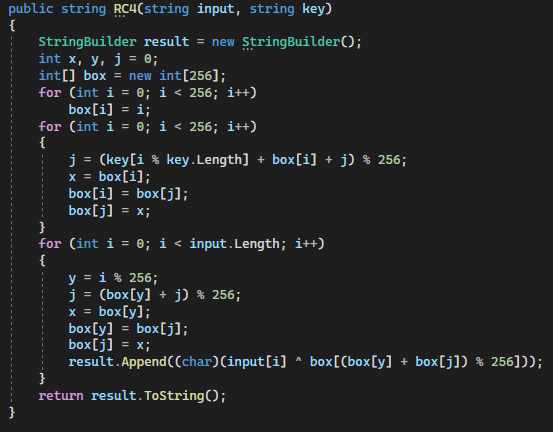 public string RC4(string input, string key)
{
    StringBuilder result = new StringBuilder();
    int x, y, j = 0;
    int[] box = new int[256];
    for (int i = 0; i < 256; i++)
        box[i] = i;
    for (int i = 0; i < 256; i++)
    {
        j = (key[i % key.Length] + box[i] + j) % 256;
        x = box[i];
        box[i] = box[j];
        box[j] = x;
    }
    for (int i = 0; i < input.Length; i++)
    {
        y = i % 256;
        j = (box[y] + j) % 256;
        x = box[y];
        box[y] = box[j];
        box[j] = x;
        result.Append((char)(input[i] ^ box[(box[y] + box[j]) % 256]));
    }
    return result.ToString();
}